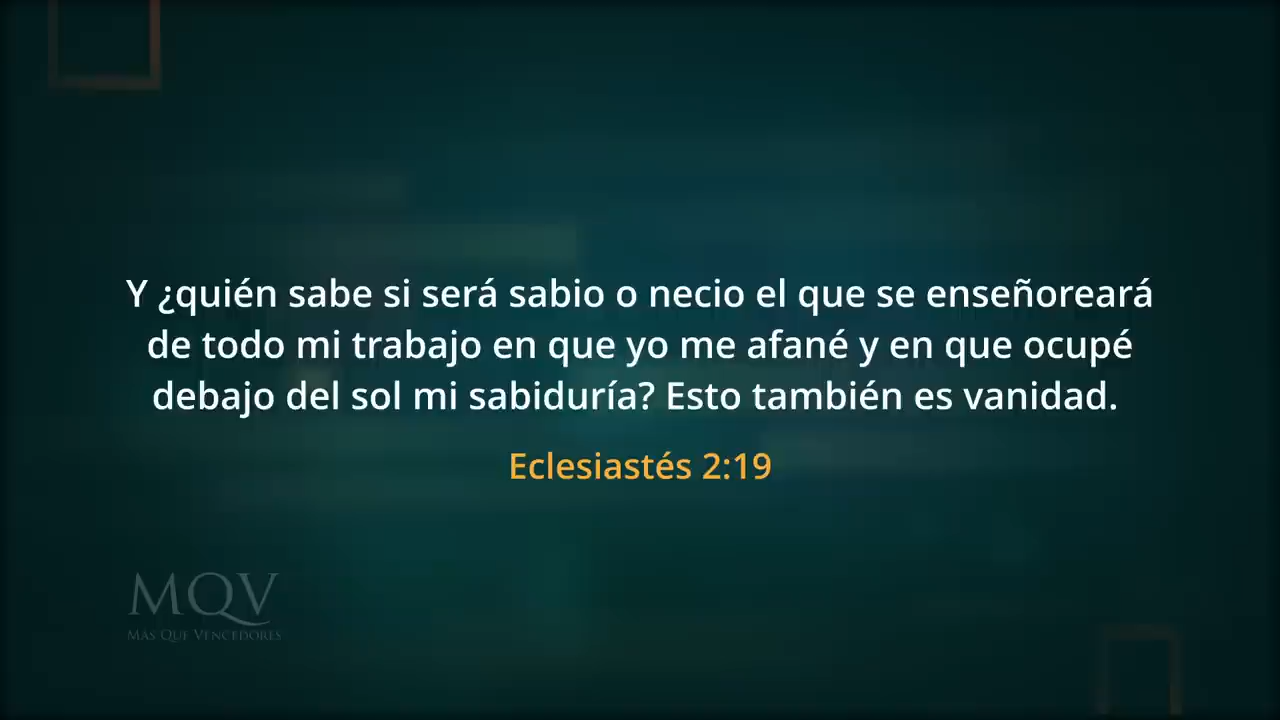 Y ¿quién sabe si será sabio o necio el que se enseñoreará
de todo mi trabajo en que yo me afané y en que ocupé
debajo del sol mi sabiduría? Esto también es vanidad.
Eclesiastés 2:19
MQV
MÁS QUE VENCEDORES